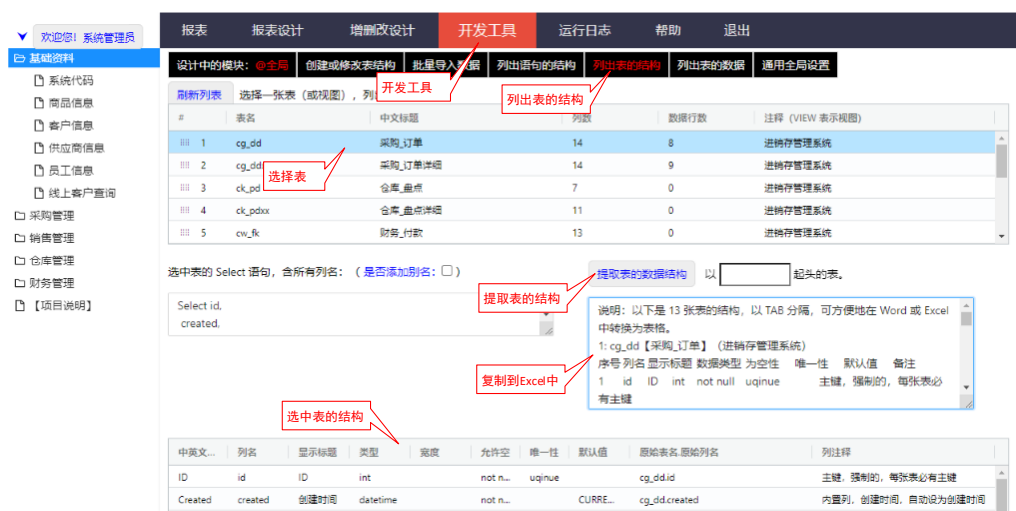 欢迎您！系统管理员
基础资料
系统代码
商品信息
客户信息
供应商信息
员工信息
线上客户查询
采购管理
销售管理
仓库管理
财务管理
【项目说明】
报表 报表设计 增删改设计 开发工具 运行日志 帮助 退出
设计中的模块：@全局 创建或修改表结构 批量导入数据 列出语句的结构 列出表的结构 列出表的数据 通用全局设置
开发工具
列出表的结构
刷新列表 选择一张表（或视图），列
# 表名 中文标题 列数 数据行数 注释（VIEW 表示视图）
1 cg_dd 采购_订单 14 8 进销存管理系统
2 cg_dd 采购_订单详细 14 9 进销存管理系统
选择表
3 ck_pd 仓库_盘点 7 0 进销存管理系统
4 ck_pdxx 仓库_盘点详细 11 0 进销存管理系统
5 cw_fk 财务_付款 13 0 进销存管理系统
选中表的 Select 语句，含所有列名：（是否添加别名：）
提取表的数据结构 以 起头的表。
提取表的结构
Select id,
created,
说明：以下是 13 张表的结构，以 TAB 分隔，可方便地在 Word 或 Excel
中转换为表格。
1: cg_dd【采购_订单】（进销存管理系统）
序号 列名 显示标题 数据类型 为空性 唯一性 默认值 备注
1 id ID int not null uqinue 主键，强制的，每张表必
有主键
复制到Excel中
选中表的结构
中英文... 列名 显示标题 类型 宽度 允许空 唯一性 默认值 原始表名.原始列名 列注释
ID id ID int not n... uqinue cg_dd.id 主键，强制的，每张表必有主键
Created created 创建时间 datetime not n... CURRE... cg_dd.created 内置列，创建时间，自动设为创建时间